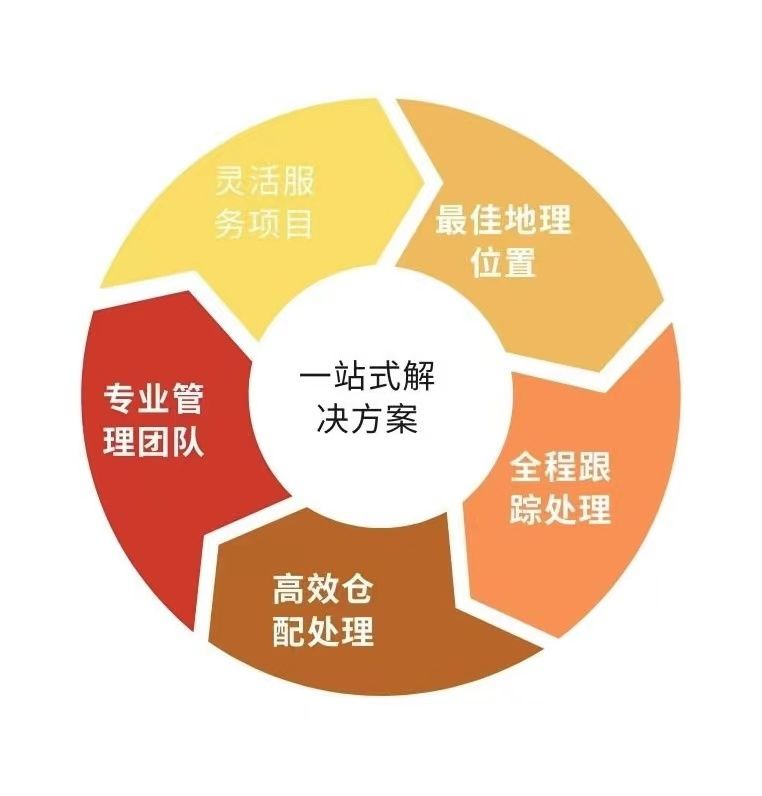 灵活服
务项目
最佳地理
位置
一站式解
决方案
专业管
理团队
全程跟
踪处理
高效仓
配处理